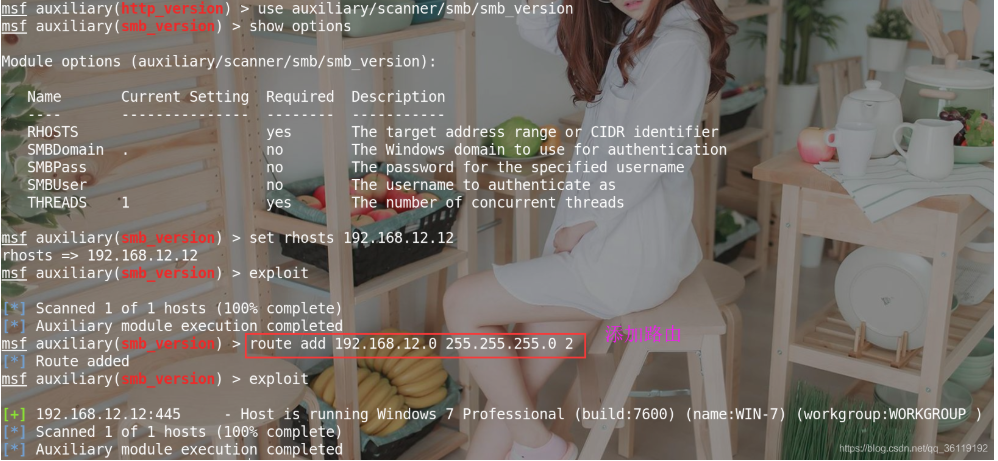 msf auxiliary(http_version) > use auxiliary/scanner/smb/smb_version
msf auxiliary(smb_version) > show options
Module options (auxiliary/scanner/smb/smb_version):
Name Current Setting Required Description
---- --------------- -------- -----------
RHOSTS yes The target address range or CIDR identifier
SMBDomain . no The Windows domain to use for authentication
SMBPass no The password for the specified username
SMBUser no The username to authenticate as
THREADS 1 yes The number of concurrent threads
msf auxiliary(smb_version) > set rhosts 192.168.12.12
rhosts => 192.168.12.12
msf auxiliary(smb_version) > exploit
[*] Scanned 1 of 1 hosts (100% complete)
[*] Auxiliary module execution completed
msf auxiliary(smb_version) > route add 192.168.12.0 255.255.255.0 2 添加路由
[*] Route added
msf auxiliary(smb_version) > exploit
[+] 192.168.12.12:445 - Host is running Windows 7 Professional (build:7600) (name:WIN-7) (workgroup:WORKGROUP )
[*] Scanned 1 of 1 hosts (100% complete)
[*] Auxiliary module execution completed
https://blog.csdn.net/qq_36119192